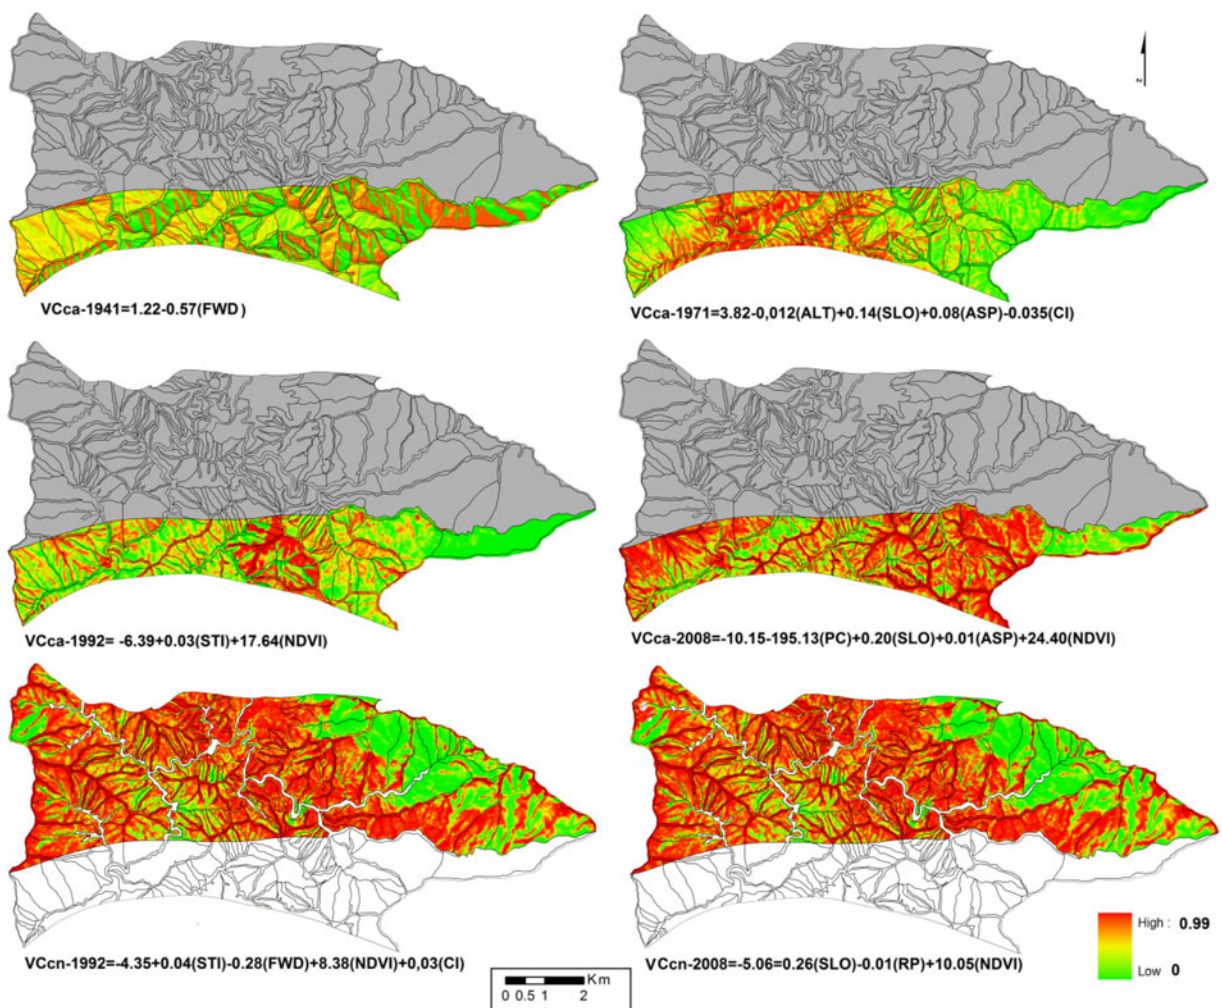 z
VCca-1941=1.22-0.57(FWD)
VCca-1971=3.82-0,012(ALT)+0.14(SLO)+0.08(ASP)-0.035(CI)
VCca-1992= -6.39+0.03(STI)+17.64(NDVI)
VCca-2008=-10.15-195.13(PC)+0.20(SLO)+0.01(ASP)+24.40(NDVI)
VCcn-1992=-4.35+0.04(STI)-0.28(FWD)+8.38(NDVI)+0,03(CI)
VCcn-2008=-5.06=0.26(SLO)-0.01(RP)+10.05(NDVI)
High : 0.99
Low 0
Km
0 0.5 1 2